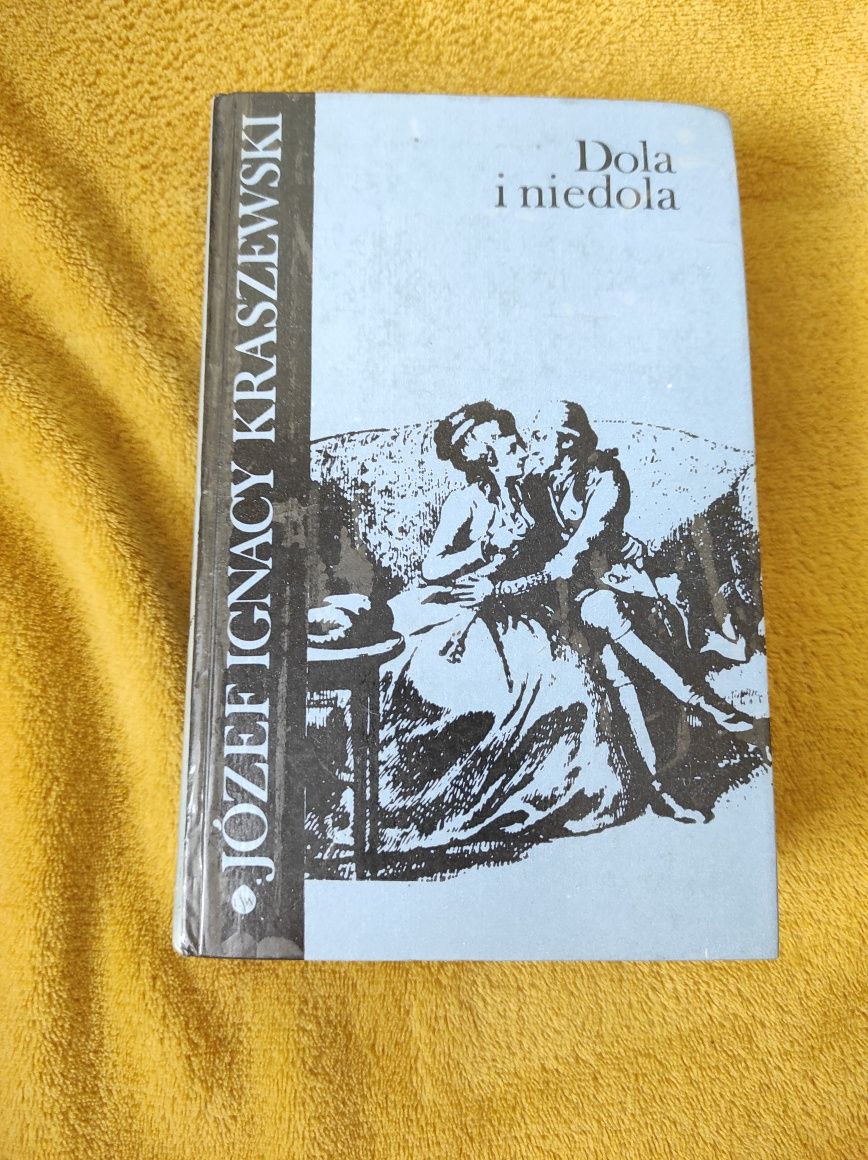 Dola
i niedola
JÓZEF IGNACY KRASZEWSKI